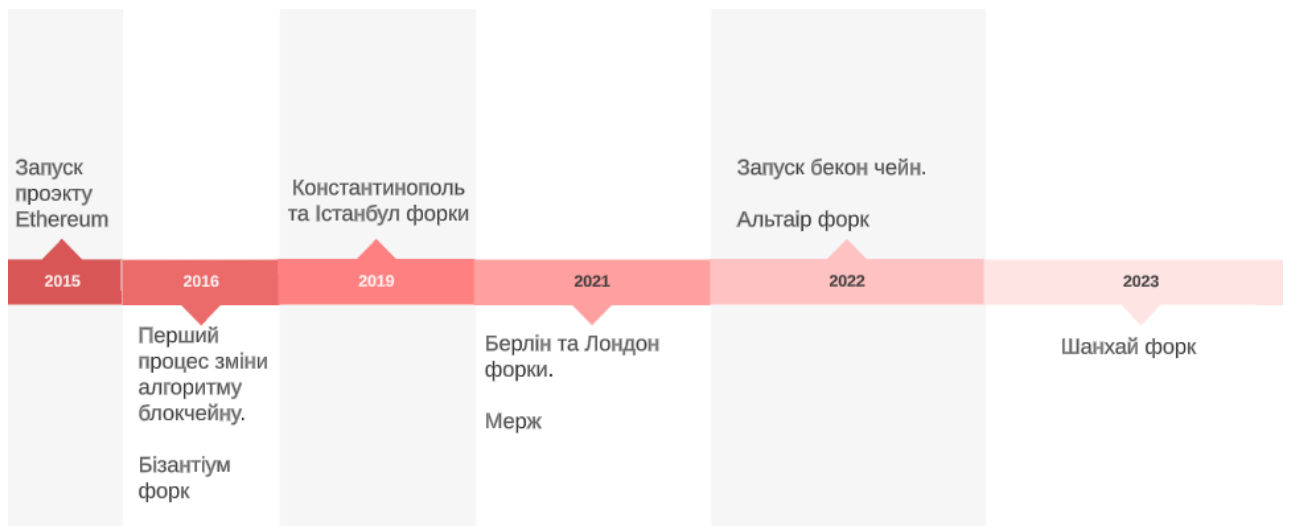 Запуск
проэкту
Ethereum
2015
2016
Перший
процес зміни
алгоритму
блокчейну.
Бізантіум
форк
Константинополь
та Істанбул форки
2019
2021
Берлін та Лондон
форки.
Мерж
Запуск бекон чейн.
Альтаір форк
2022
2023
Шанхай форк